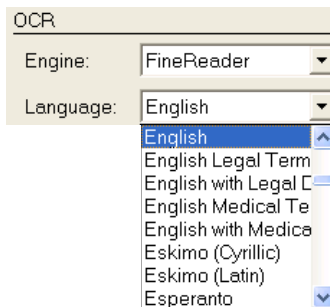 OCR
Engine: FineReader
Language: English
English
English Legal Term
English with Legal D
English Medical Te
English with Medica
Eskimo (Cyrillic)
Eskimo (Latin)
Esperanto